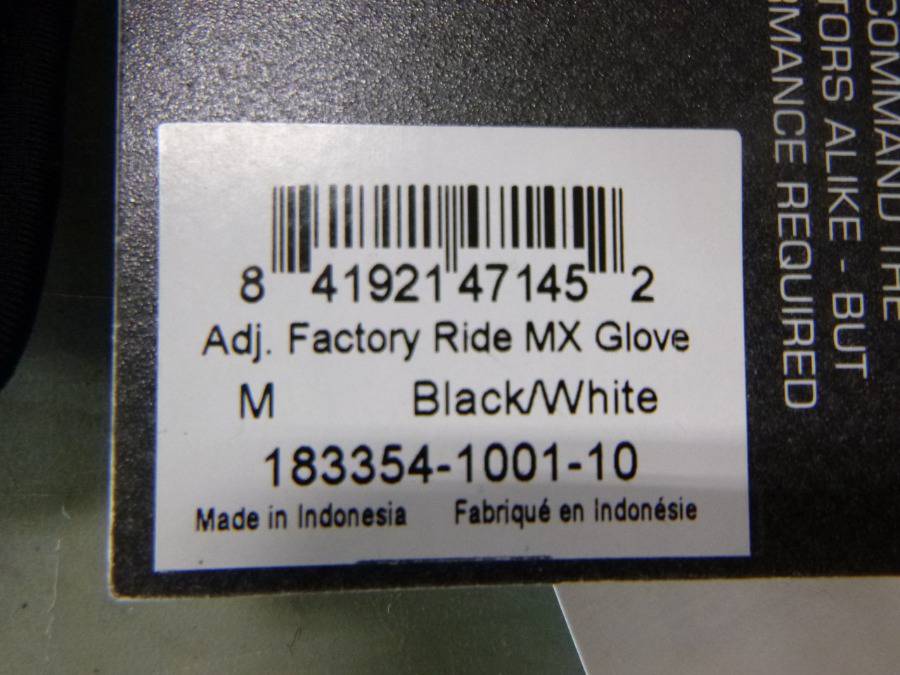 8 41921 47145 2
Adj. Factory Ride MX Glove
M Black/White
183354-1001-10
Made in Indonesia Fabriqué en Indonésie
COMMAND THE
TORS ALIKE - BUT
RMANCE REQUIRED